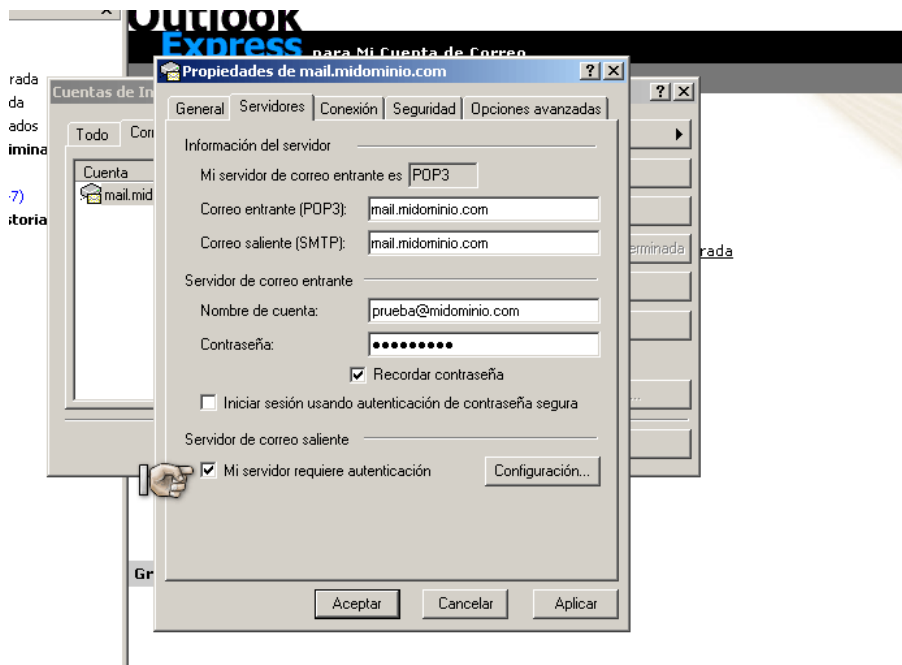 Outlook
Express para Mi Cuenta de Correo
Propiedades de mail.midominio.com
rada
da
ados
imina
-7)
storia
Cuentas de In
Todo Corr
Cuenta
mail.mid
General Servidores Conexión Seguridad Opciones avanzadas
Información del servidor
Mi servidor de correo entrante es POP3
Correo entrante (POP3): mail.midominio.com
Correo saliente (SMTP): mail.midominio.com
erminada rada
Servidor de correo entrante
Nombre de cuenta: prueba@midominio.com
Contraseña: ●●●●●●●●●
Recordar contraseña
Iniciar sesión usando autenticación de contraseña segura
...
Servidor de correo saliente
Mi servidor requiere autenticación Configuración...
Gr
Aceptar Cancelar Aplicar